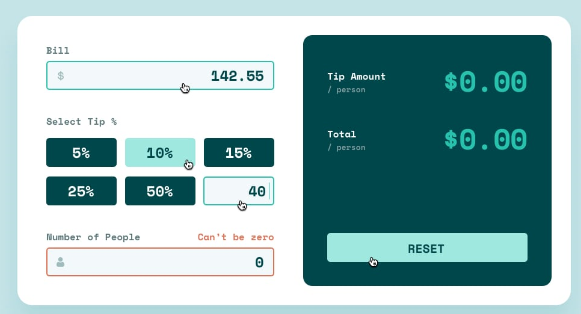 Bill
$ 142.55
Select Tip %
5% 10% 15%
25% 50% 40
Number of People Can't be zero
0
Tip Amount $0.00
/ person
Total $0.00
/ person
RESET